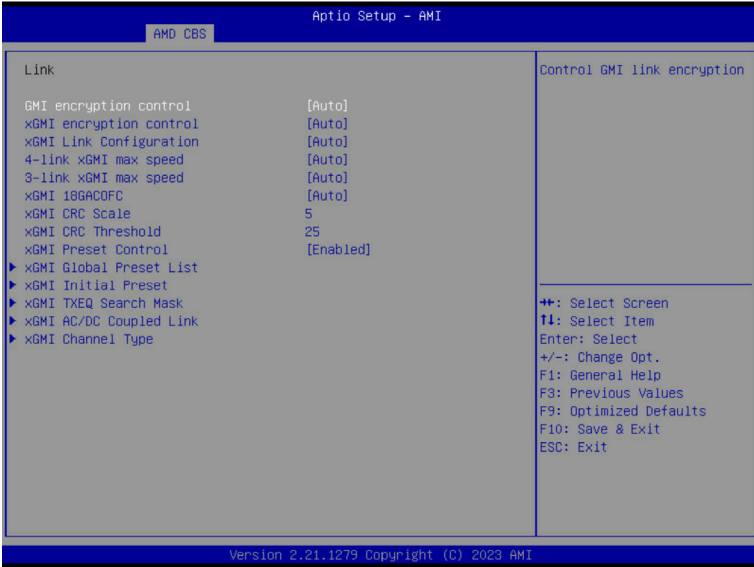 Aptio Setup – AMI
AMD CBS
Link
GMI encryption control [Auto]
xGMI encryption control [Auto]
xGMI Link Configuration [Auto]
4-link xGMI max speed [Auto]
3-link xGMI max speed [Auto]
xGMI 18GACOFC [Auto]
xGMI CRC Scale 5
xGMI CRC Threshold 25
xGMI Preset Control [Enabled]
xGMI Global Preset List
xGMI Initial Preset
xGMI TXEQ Search Mask
xGMI AC/DC Coupled Link
xGMI Channel Type
Control GMI link encryption
→←: Select Screen
↑↓: Select Item
Enter: Select
+/-: Change Opt.
F1: General Help
F3: Previous Values
F9: Optimized Defaults
F10: Save & Exit
ESC: Exit
Version 2.21.1279 Copyright (C) 2023 AMI